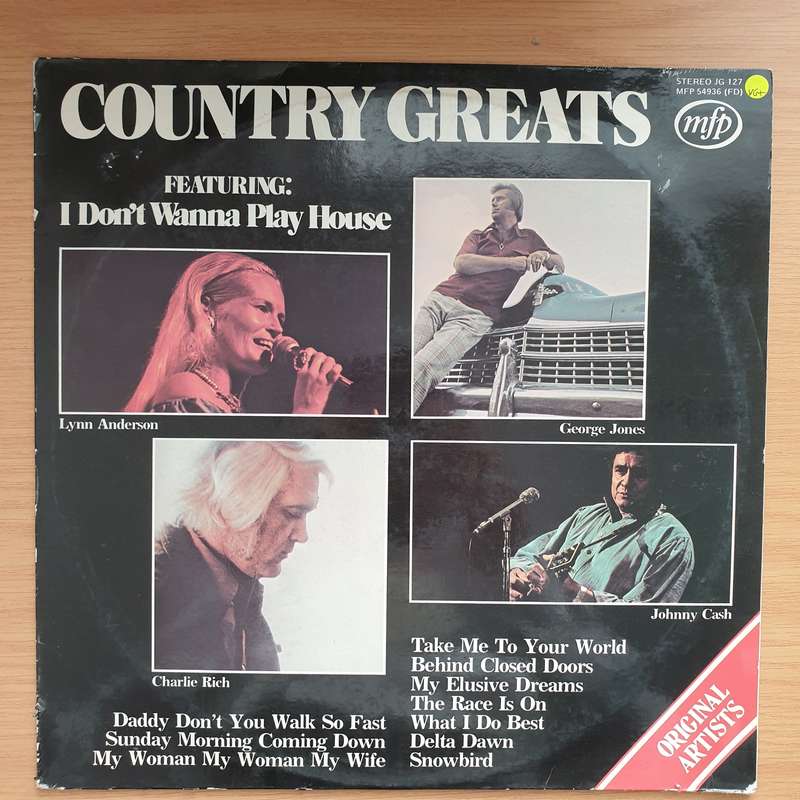 STEREO JG 127
MFP 54936 (FD)
VG+
mfp
COUNTRY GREATS
FEATURING:
I Don't Wanna Play House
Lynn Anderson
George Jones
Charlie Rich
Johnny Cash
Daddy Don't You Walk So Fast
Sunday Morning Coming Down
My Woman My Woman My Wife
Take Me To Your World
Behind Closed Doors
My Elusive Dreams
The Race Is On
What I Do Best
Delta Dawn
Snowbird
ORIGINAL
ARTISTS